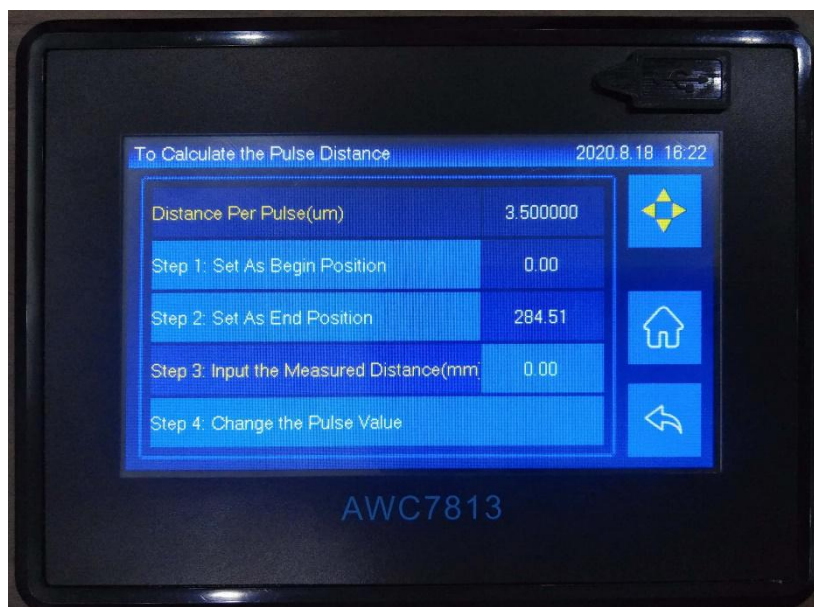 To Calculate the Pulse Distance 2020.8.18 16:22
Distance Per Pulse(um) 3.500000
Step 1: Set As Begin Position 0.00
Step 2: Set As End Position 284.51
Step 3: Input the Measured Distance(mm) 0.00
Step 4: Change the Pulse Value
AWC7813